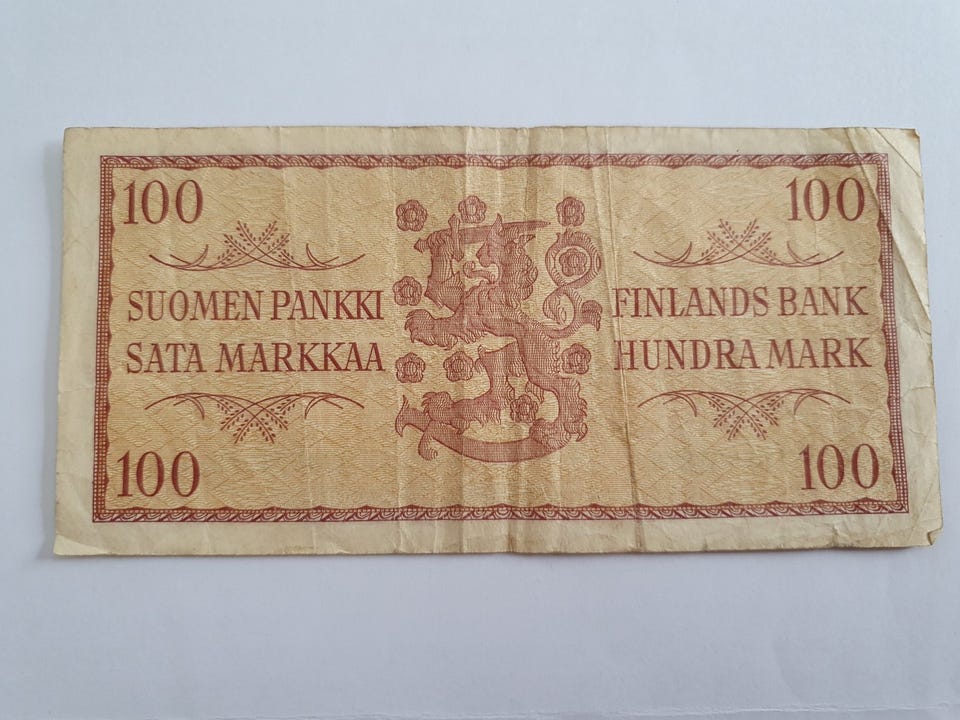 100 100
SUOMEN PANKKI FINLANDS BANK
SATA MARKKAA HUNDRA MARK
100 100